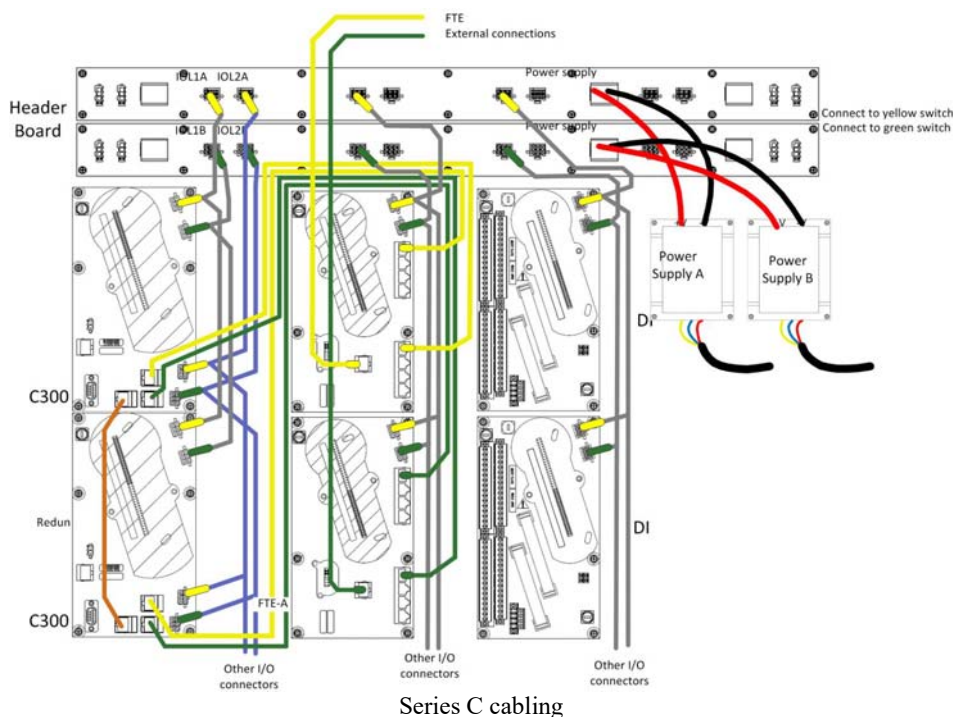 FTE
External connections
IOL1A IOL2A
Power supply
Header
Board
Connect to yellow switch
IOL1B IOL2
Power supply
Connect to green switch
Power
Supply A
Power
Supply B
DI
C300
Redun
DI
FTE-A
C300
Other I/O
connectors
Other I/O
connectors
Other I/O
connectors
Series C cabling